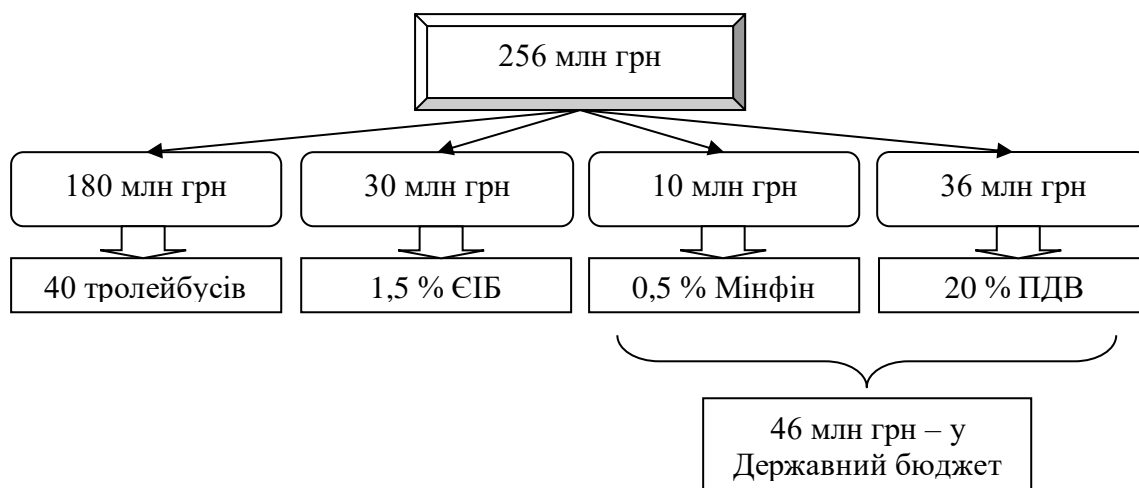 256 млн грн
180 млн грн
30 млн грн
10 млн грн
36 млн грн
40 тролейбусів
1,5 % ЄІБ
0,5 % Мінфін
20 % ПДВ
46 млн грн – у
Державний бюджет